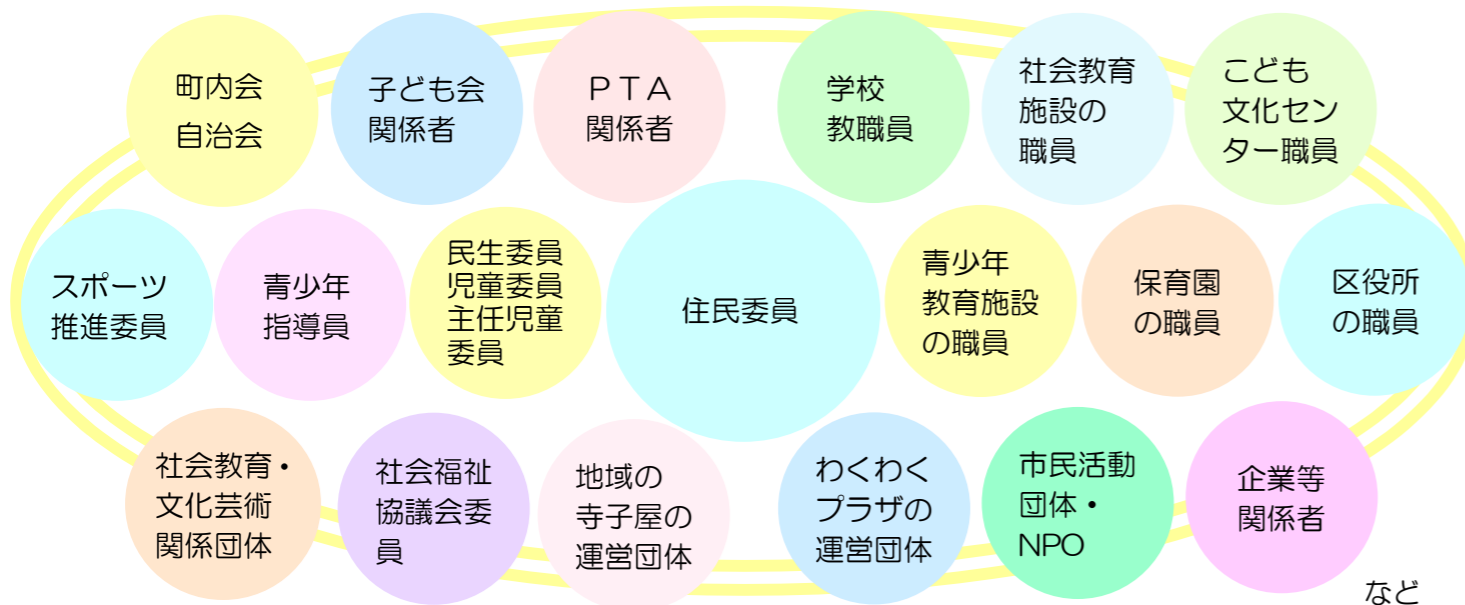 町内会
自治会
子ども会
関係者
ＰＴＡ
関係者
学校
教職員
社会教育
施設の
職員
こども
文化セン
ター職員
スポーツ
推進委員
青少年
指導員
民生委員
児童委員
主任児童
委員
住民委員
青少年
教育施設
の職員
保育園
の職員
区役所
の職員
社会教育・
文化芸術
関係団体
社会福祉
協議会委
員
地域の
寺子屋の
運営団体
わくわく
プラザの
運営団体
市民活動
団体・
NPO
企業等
関係者
など